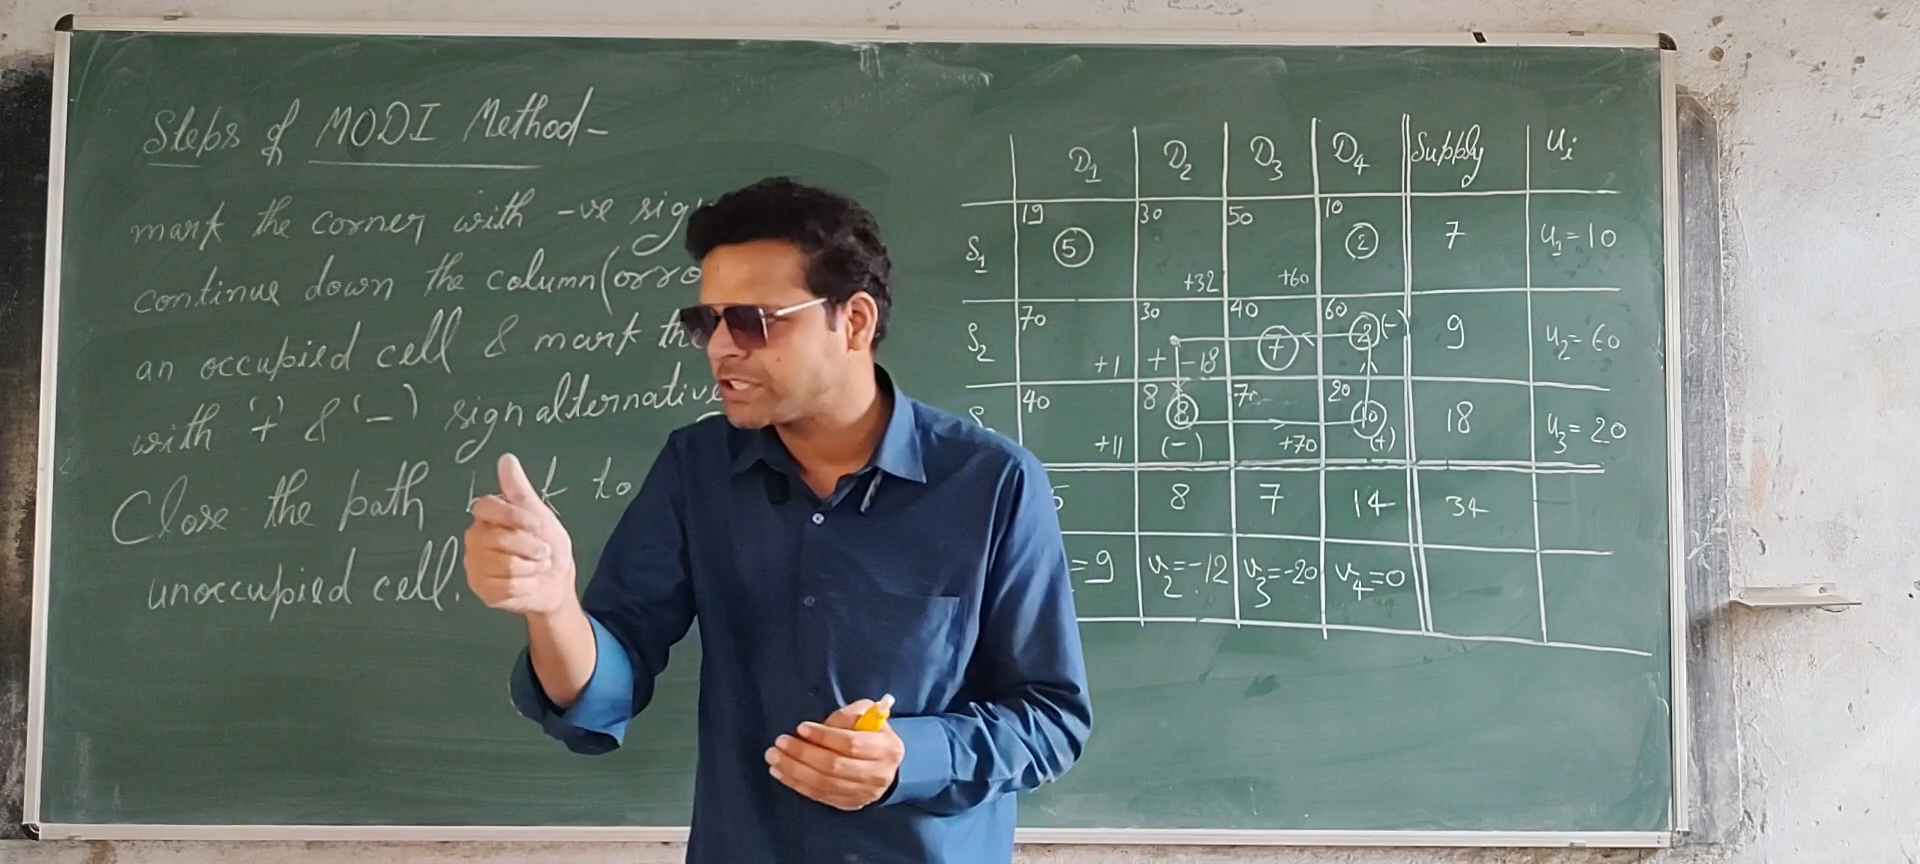 Steps of MODI Method-
mark the corner with -ve
continue down the column (or
an occupied cell & mark
with '+' & '-' sign alternative
Close the path to
unoccupied cell.
D1 D2 D3 D4 Supply ui
S1 19 5 30 +32 50 +60 10 2 7 u1=10
S2 70 +1 30 + -18 40 7 60 2 (-) 9 u2=60
40 +11 8 8 (-) 70 +70 20 10 (+) 18 u3=20
5 8 7 14 34
=9 v2=-12 v3=-20 v4=0